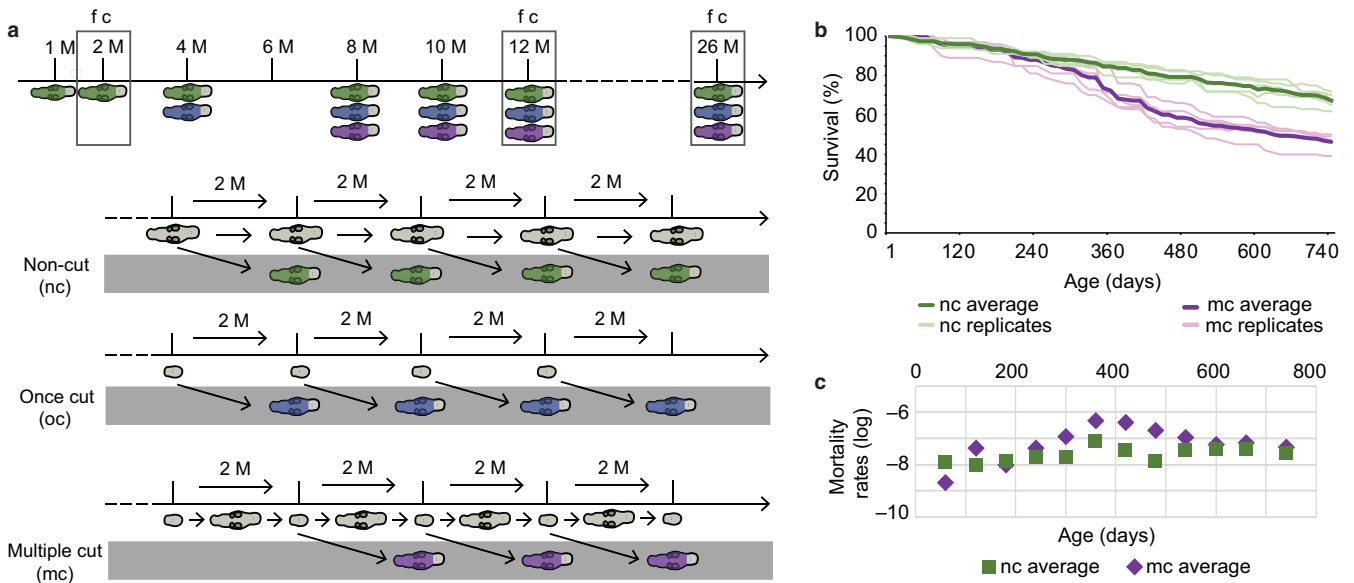 a
f c f c f c
1 M 2 M 4 M 6 M 8 M 10 M 12 M 26 M
2 M 2 M 2 M 2 M
Non-cut
(nc)
2 M 2 M 2 M 2 M
Once cut
(oc)
2 M 2 M 2 M 2 M
Multiple cut
(mc)
b
100
80
60
40
20
0
Survival (%)
1 120 240 360 480 600 740
Age (days)
nc average mc average
nc replicates mc replicates
c
0 200 400 600 800
–6
–8
–10
Mortality
rates (log)
Age (days)
nc average mc average